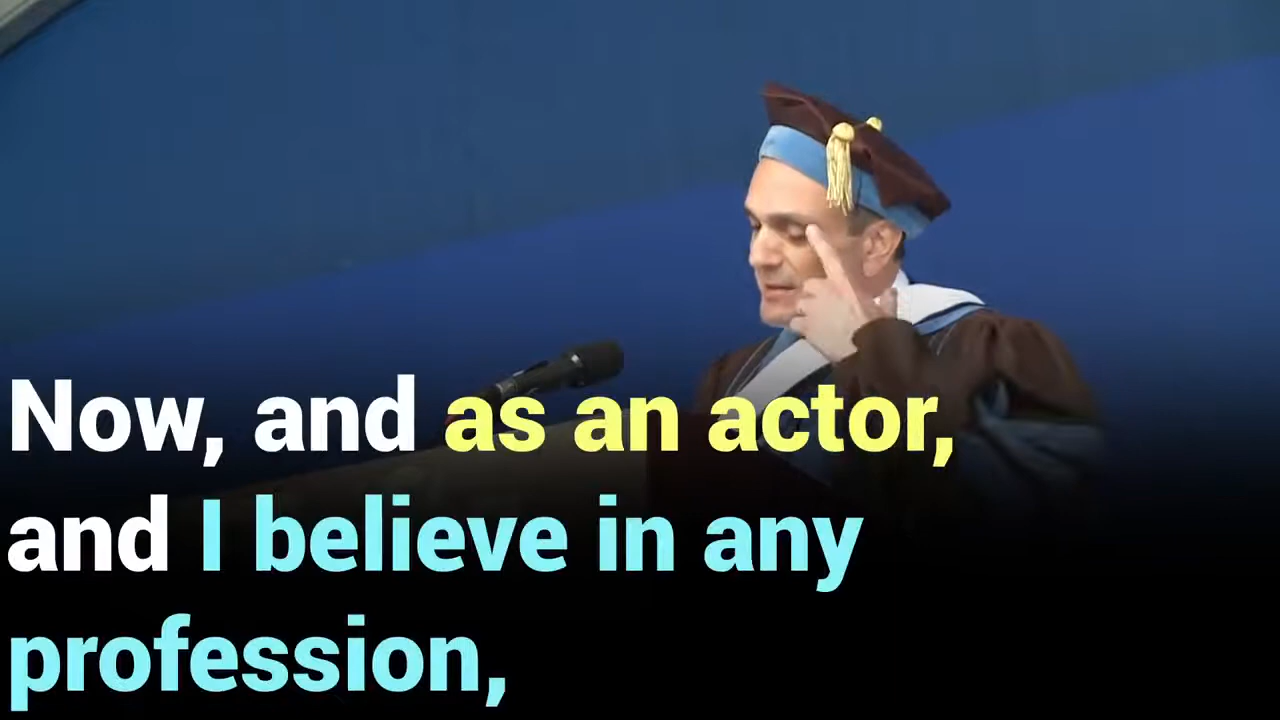 Now, and as an actor,
and I believe in any
profession,